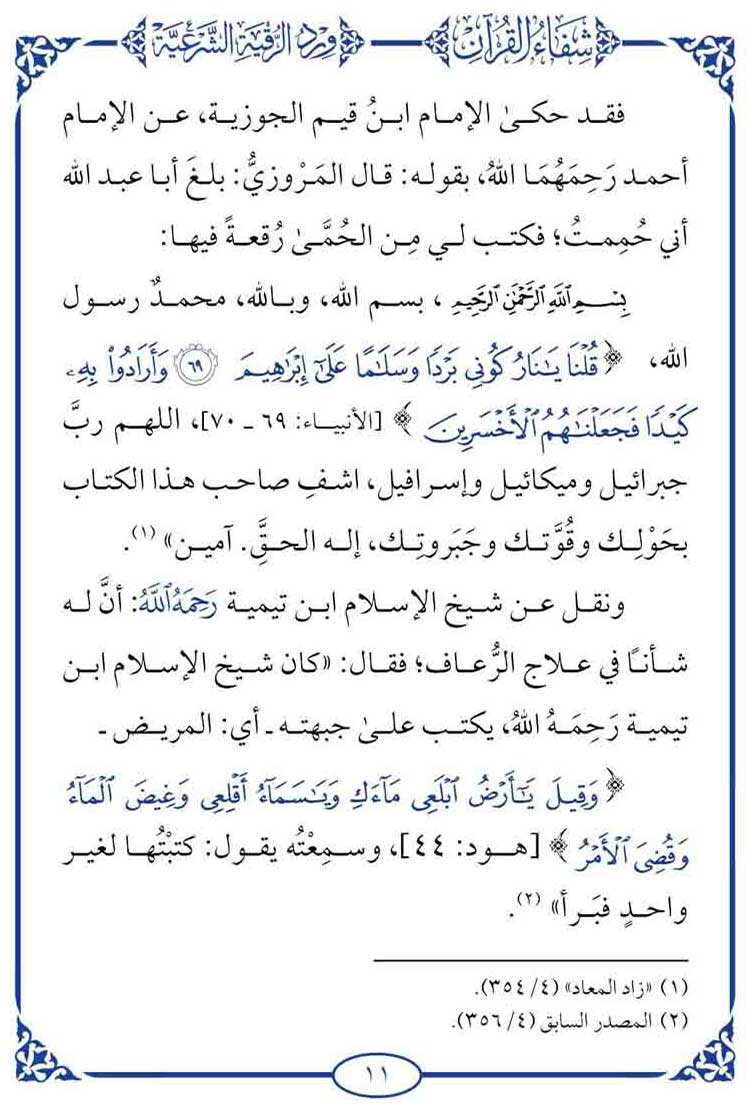 شِفَاءُ القُرْآنِ وِرْدُ الرُّقْيَةِ الشَّرْعِيَّةِ
فقد حكىٰ الإمام ابنُ قيم الجوزية، عن الإمام
أحمد رَحِمَهُمَا اللهُ، بقوله: قال المَرْوزيُّ: بلغَ أبا عبد الله
أني حُممتُ؛ فكتب لي مِن الحُمَّىٰ رُقعةً فيها:
بِسْمِ ٱللَّهِ ٱلرَّحْمَٰنِ ٱلرَّحِيمِ ، بسم الله، وبالله، محمدٌ رسول
الله، ﴿ قُلْنَا يَٰنَارُ كُونِى بَرْدًا وَسَلَٰمًا عَلَىٰٓ إِبْرَٰهِيمَ ٦٩ وَأَرَادُواْ بِهِۦ
كَيْدًا فَجَعَلْنَٰهُمُ ٱلْأَخْسَرِينَ ﴾ [الأنبياء: ٦٩ ـ ٧٠]، اللهم ربَّ
جبرائيل وميكائيل وإسرافيل، اشفِ صاحب هذا الكتاب
بحَوْلِك وقُوَّتك وجَبَروتِك، إله الحقِّ. آمين» (١).
ونقل عن شيخ الإسلام ابن تيمية رَحِمَهُ ٱللَّهُ: أنَّ له
شأنًا في علاج الرُّعاف؛ فقال: «كان شيخ الإسلام ابن
تيمية رَحِمَهُ اللهُ، يكتب علىٰ جبهته ـ أي: المريض ـ
﴿ وَقِيلَ يَٰٓأَرْضُ ٱبْلَعِى مَآءَكِ وَيَٰسَمَآءُ أَقْلِعِى وَغِيضَ ٱلْمَآءُ
وَقُضِىَ ٱلْأَمْرُ ﴾ [هود: ٤٤]، وسمِعْتُه يقول: كتبْتُها لغير
واحدٍ فبَرأ» (٢).
(١) «زاد المعاد» (٤/ ٣٥٤).
(٢) المصدر السابق (٤/ ٣٥٦).
١١